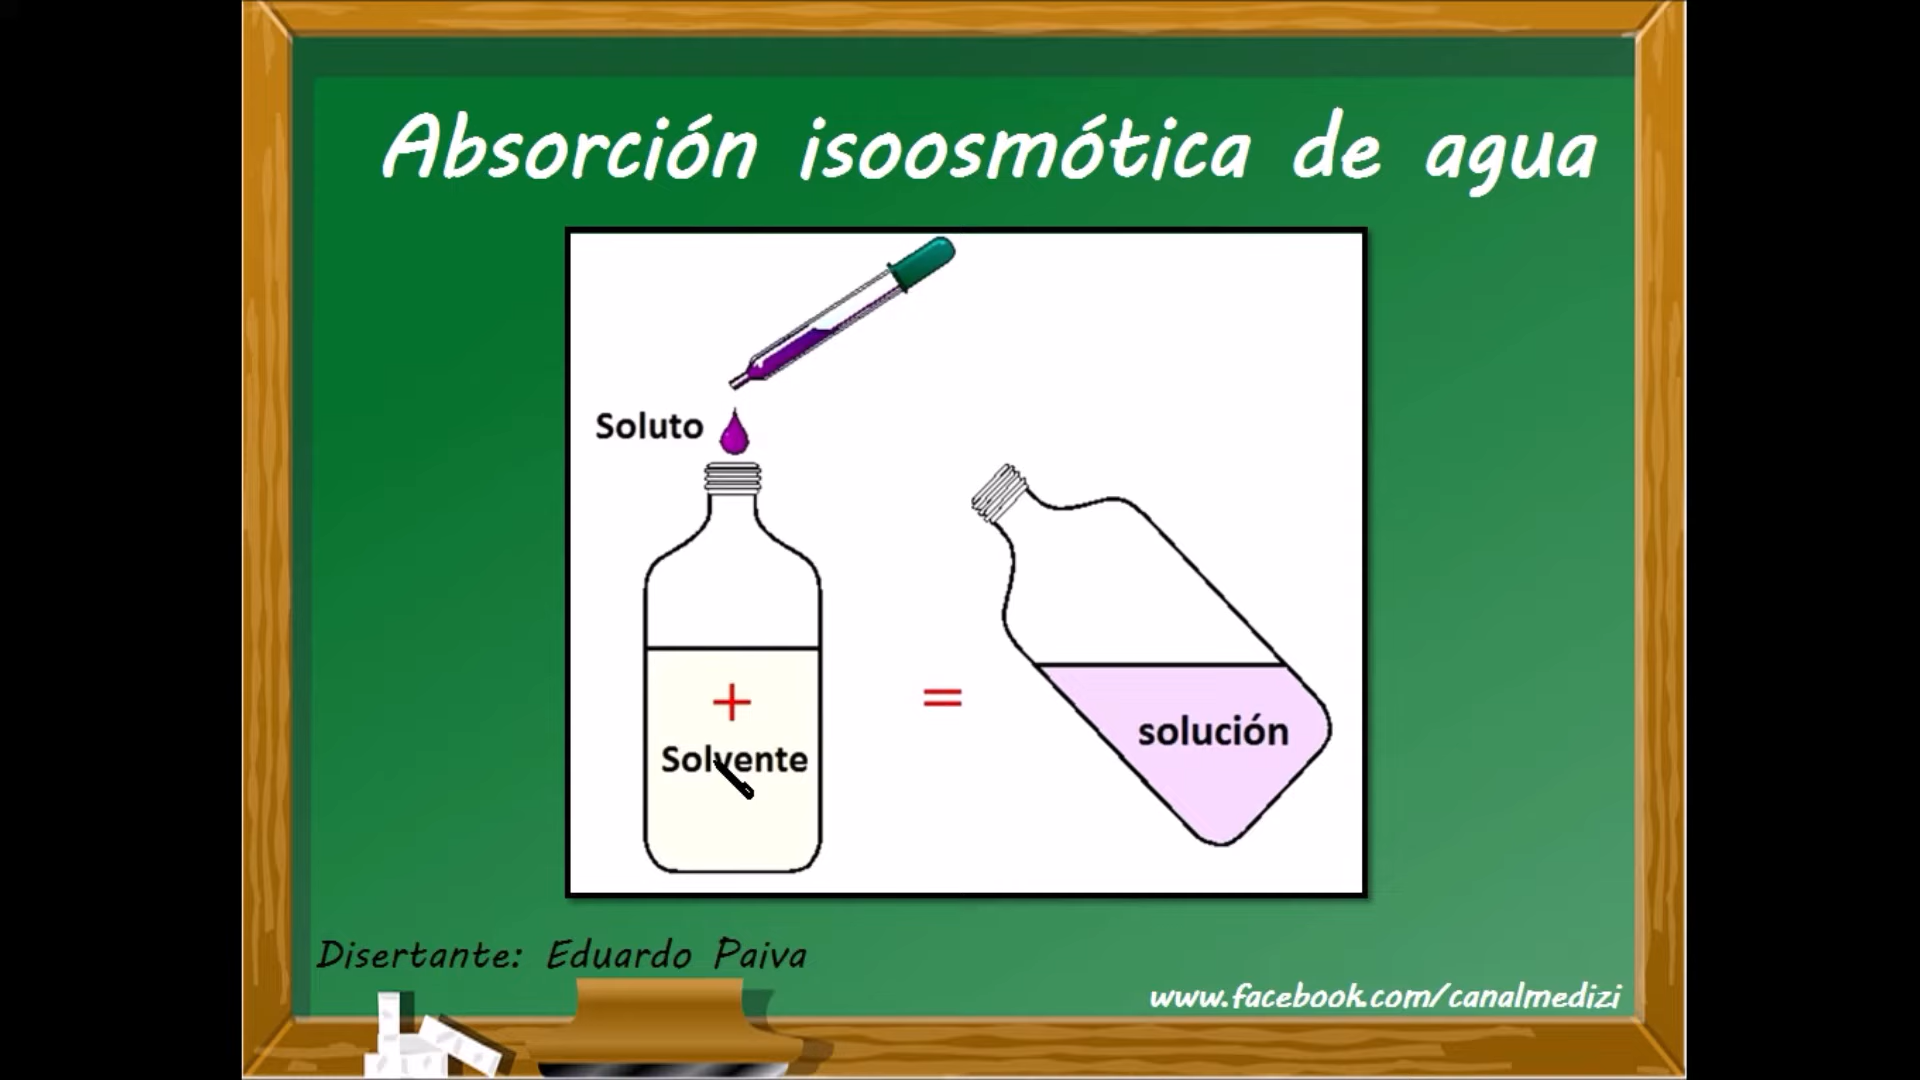 Absorción isoosmótica de agua
Soluto
+
Solvente
=
solución
Disertante: Eduardo Paiva
www.facebook.com/canalmedizi